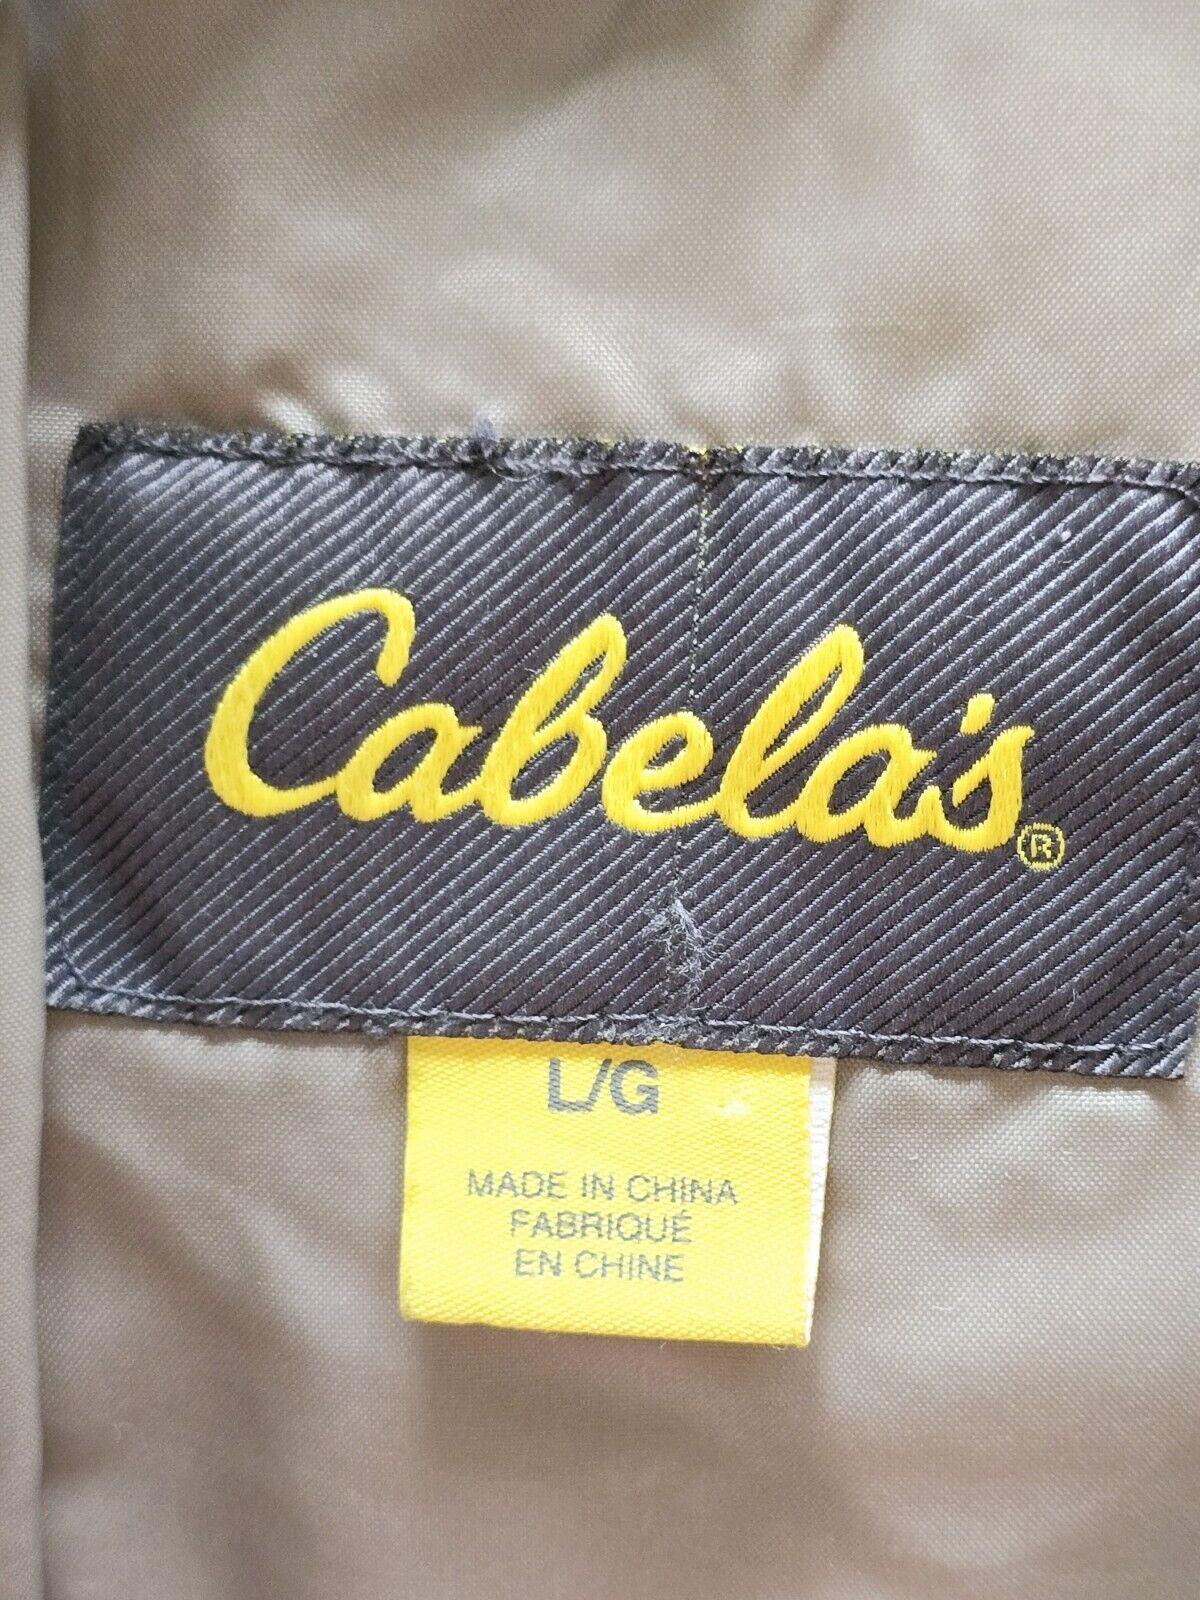 Cabela's®
L/G
MADE IN CHINA
FABRIQUÉ
EN CHINE